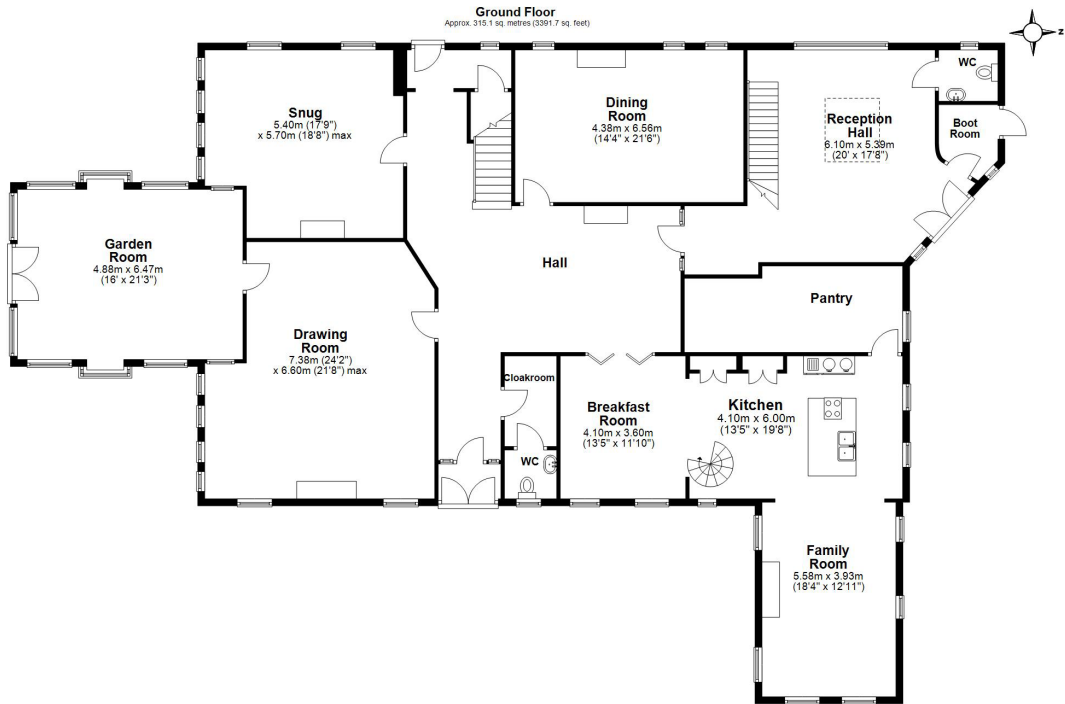 Ground Floor
Approx. 315.1 sq. metres (3391.7 sq. feet)
z
WC
Snug
5.40m (17'9")
x 5.70m (18'8") max
Dining
Room
4.38m x 6.56m
(14'4" x 21'6")
Reception
Hall
6.10m x 5.39m
(20' x 17'8")
Boot
Room
Garden
Room
4.88m x 6.47m
(16' x 21'3")
Hall
Pantry
Drawing
Room
7.38m (24'2")
x 6.60m (21'8") max
Cloakroom
Breakfast
Room
4.10m x 3.60m
(13'5" x 11'10")
Kitchen
4.10m x 6.00m
(13'5" x 19'8")
WC
Family
Room
5.58m x 3.93m
(18'4" x 12'11")